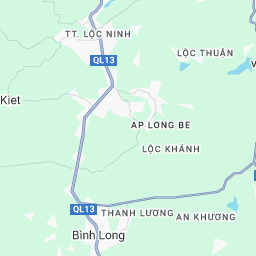 TT. LỘC NINH
LỘC THUẬN
QL13
Kiet
ẤP LONG BE
LỘC KHÁNH
QL13
THANH LƯƠNG
AN KHƯƠNG
Bình Long